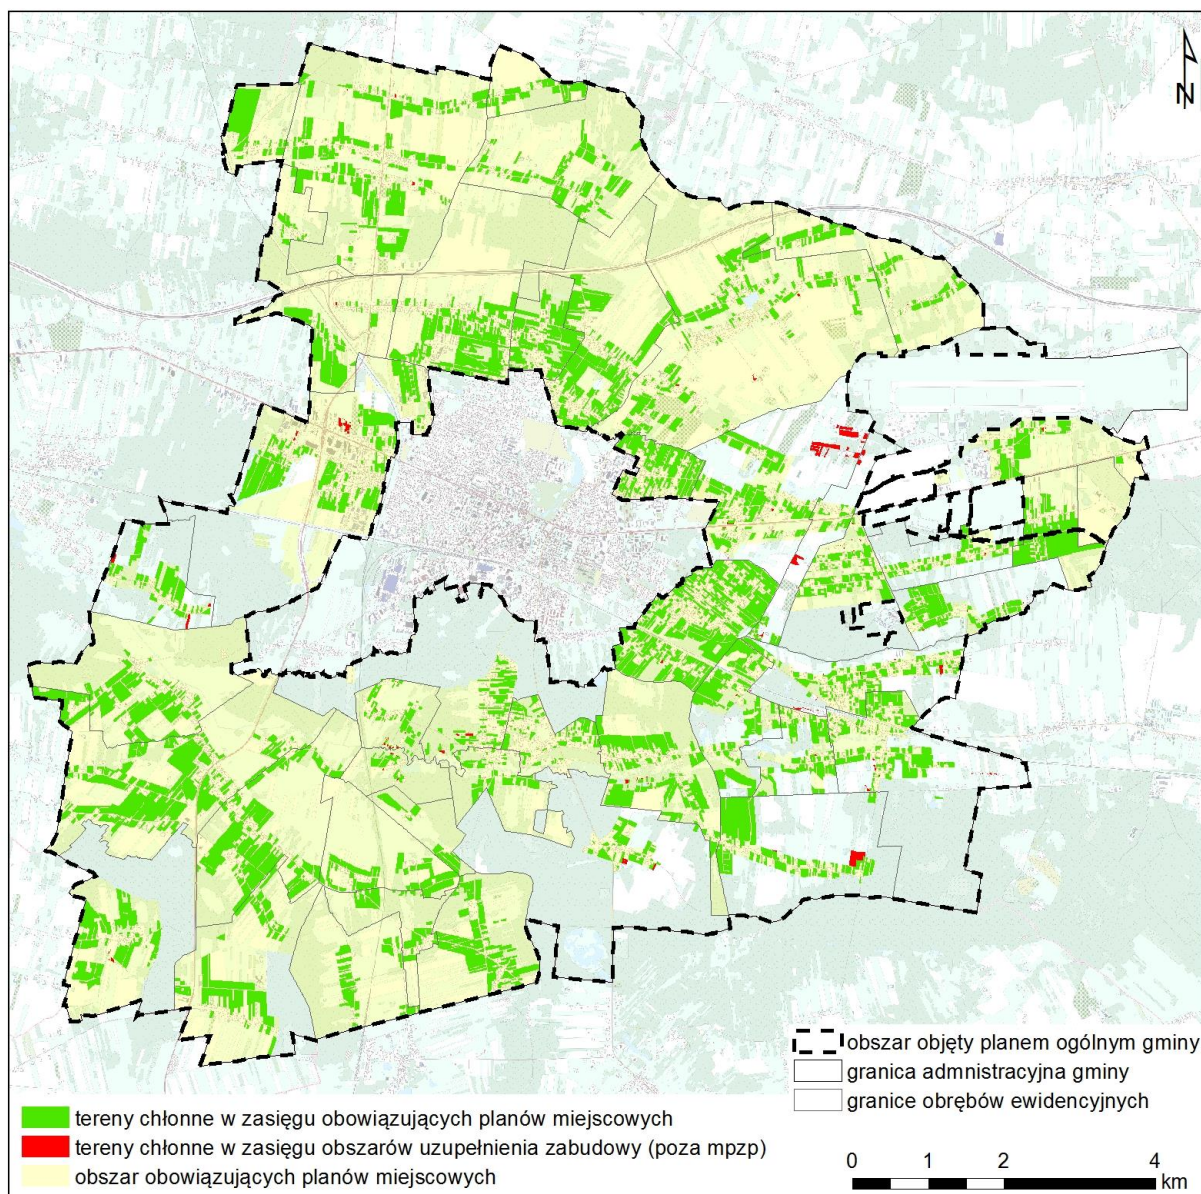 N
obszar objęty planem ogólnym gminy
granica admnistracyjna gminy
granice obrębów ewidencyjnych
tereny chłonne w zasięgu obowiązujących planów miejscowych
tereny chłonne w zasięgu obszarów uzupełnienia zabudowy (poza mpzp)
obszar obowiązujących planów miejscowych
0 1 2 4
km